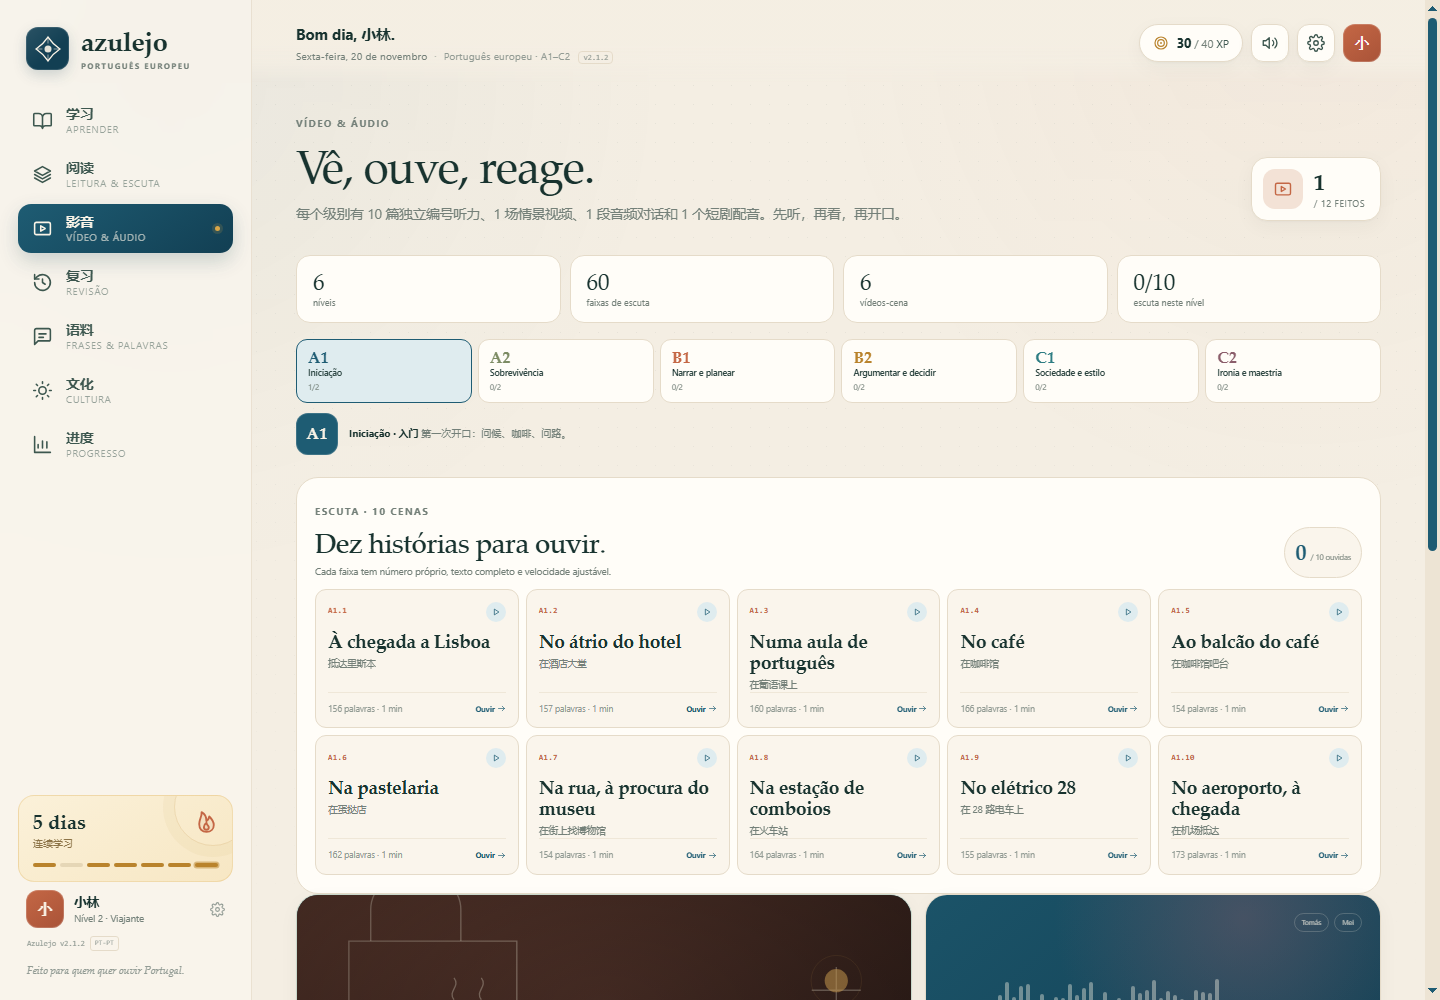 azulejo
PORTUGUÊS EUROPEU
学习
APRENDER
阅读
LEITURA & ESCUTA
影音
VÍDEO & ÁUDIO
复习
REVISÃO
语料
FRASES & PALAVRAS
文化
CULTURA
进度
PROGRESSO
5 dias
连续学习
小
小林
Nível 2 · Viajante
Azulejo v2.1.2 PT-PT
Feito para quem quer ouvir Portugal.
Bom dia, 小林.
Sexta-feira, 20 de novembro · Português europeu · A1–C2 v2.1.2
30 / 40 XP
小
VÍDEO & ÁUDIO
Vê, ouve, reage.
每个级别有 10 篇独立编号听力、1 场情景视频、1 段音频对话和 1 个短剧配音。先听，再看，再开口。
1
/ 12 FEITOS
6
níveis
60
faixas de escuta
6
vídeos-cena
0/10
escuta neste nível
A1
Iniciação
1/2
A2
Sobrevivência
0/2
B1
Narrar e planear
0/2
B2
Argumentar e decidir
0/2
C1
Sociedade e estilo
0/2
C2
Ironia e maestria
0/2
A1
Iniciação · 入门 第一次开口：问候、咖啡、问路。
ESCUTA · 10 CENAS
Dez histórias para ouvir.
Cada faixa tem número próprio, texto completo e velocidade ajustável.
0 / 10 ouvidas
A1.1
À chegada a Lisboa
抵达里斯本
156 palavras · 1 min
Ouvir →
A1.2
No átrio do hotel
在酒店大堂
157 palavras · 1 min
Ouvir →
A1.3
Numa aula de
português
在葡语课上
160 palavras · 1 min
Ouvir →
A1.4
No café
在咖啡馆
166 palavras · 1 min
Ouvir →
A1.5
Ao balcão do café
在咖啡馆吧台
154 palavras · 1 min
Ouvir →
A1.6
Na pastelaria
在蛋挞店
162 palavras · 1 min
Ouvir →
A1.7
Na rua, à procura do
museu
在街上找博物馆
154 palavras · 1 min
Ouvir →
A1.8
Na estação de
comboios
在火车站
164 palavras · 1 min
Ouvir →
A1.9
No elétrico 28
在 28 路电车上
155 palavras · 1 min
Ouvir →
A1.10
No aeroporto, à
chegada
在机场抵达
173 palavras · 1 min
Ouvir →
Tomás
Mei